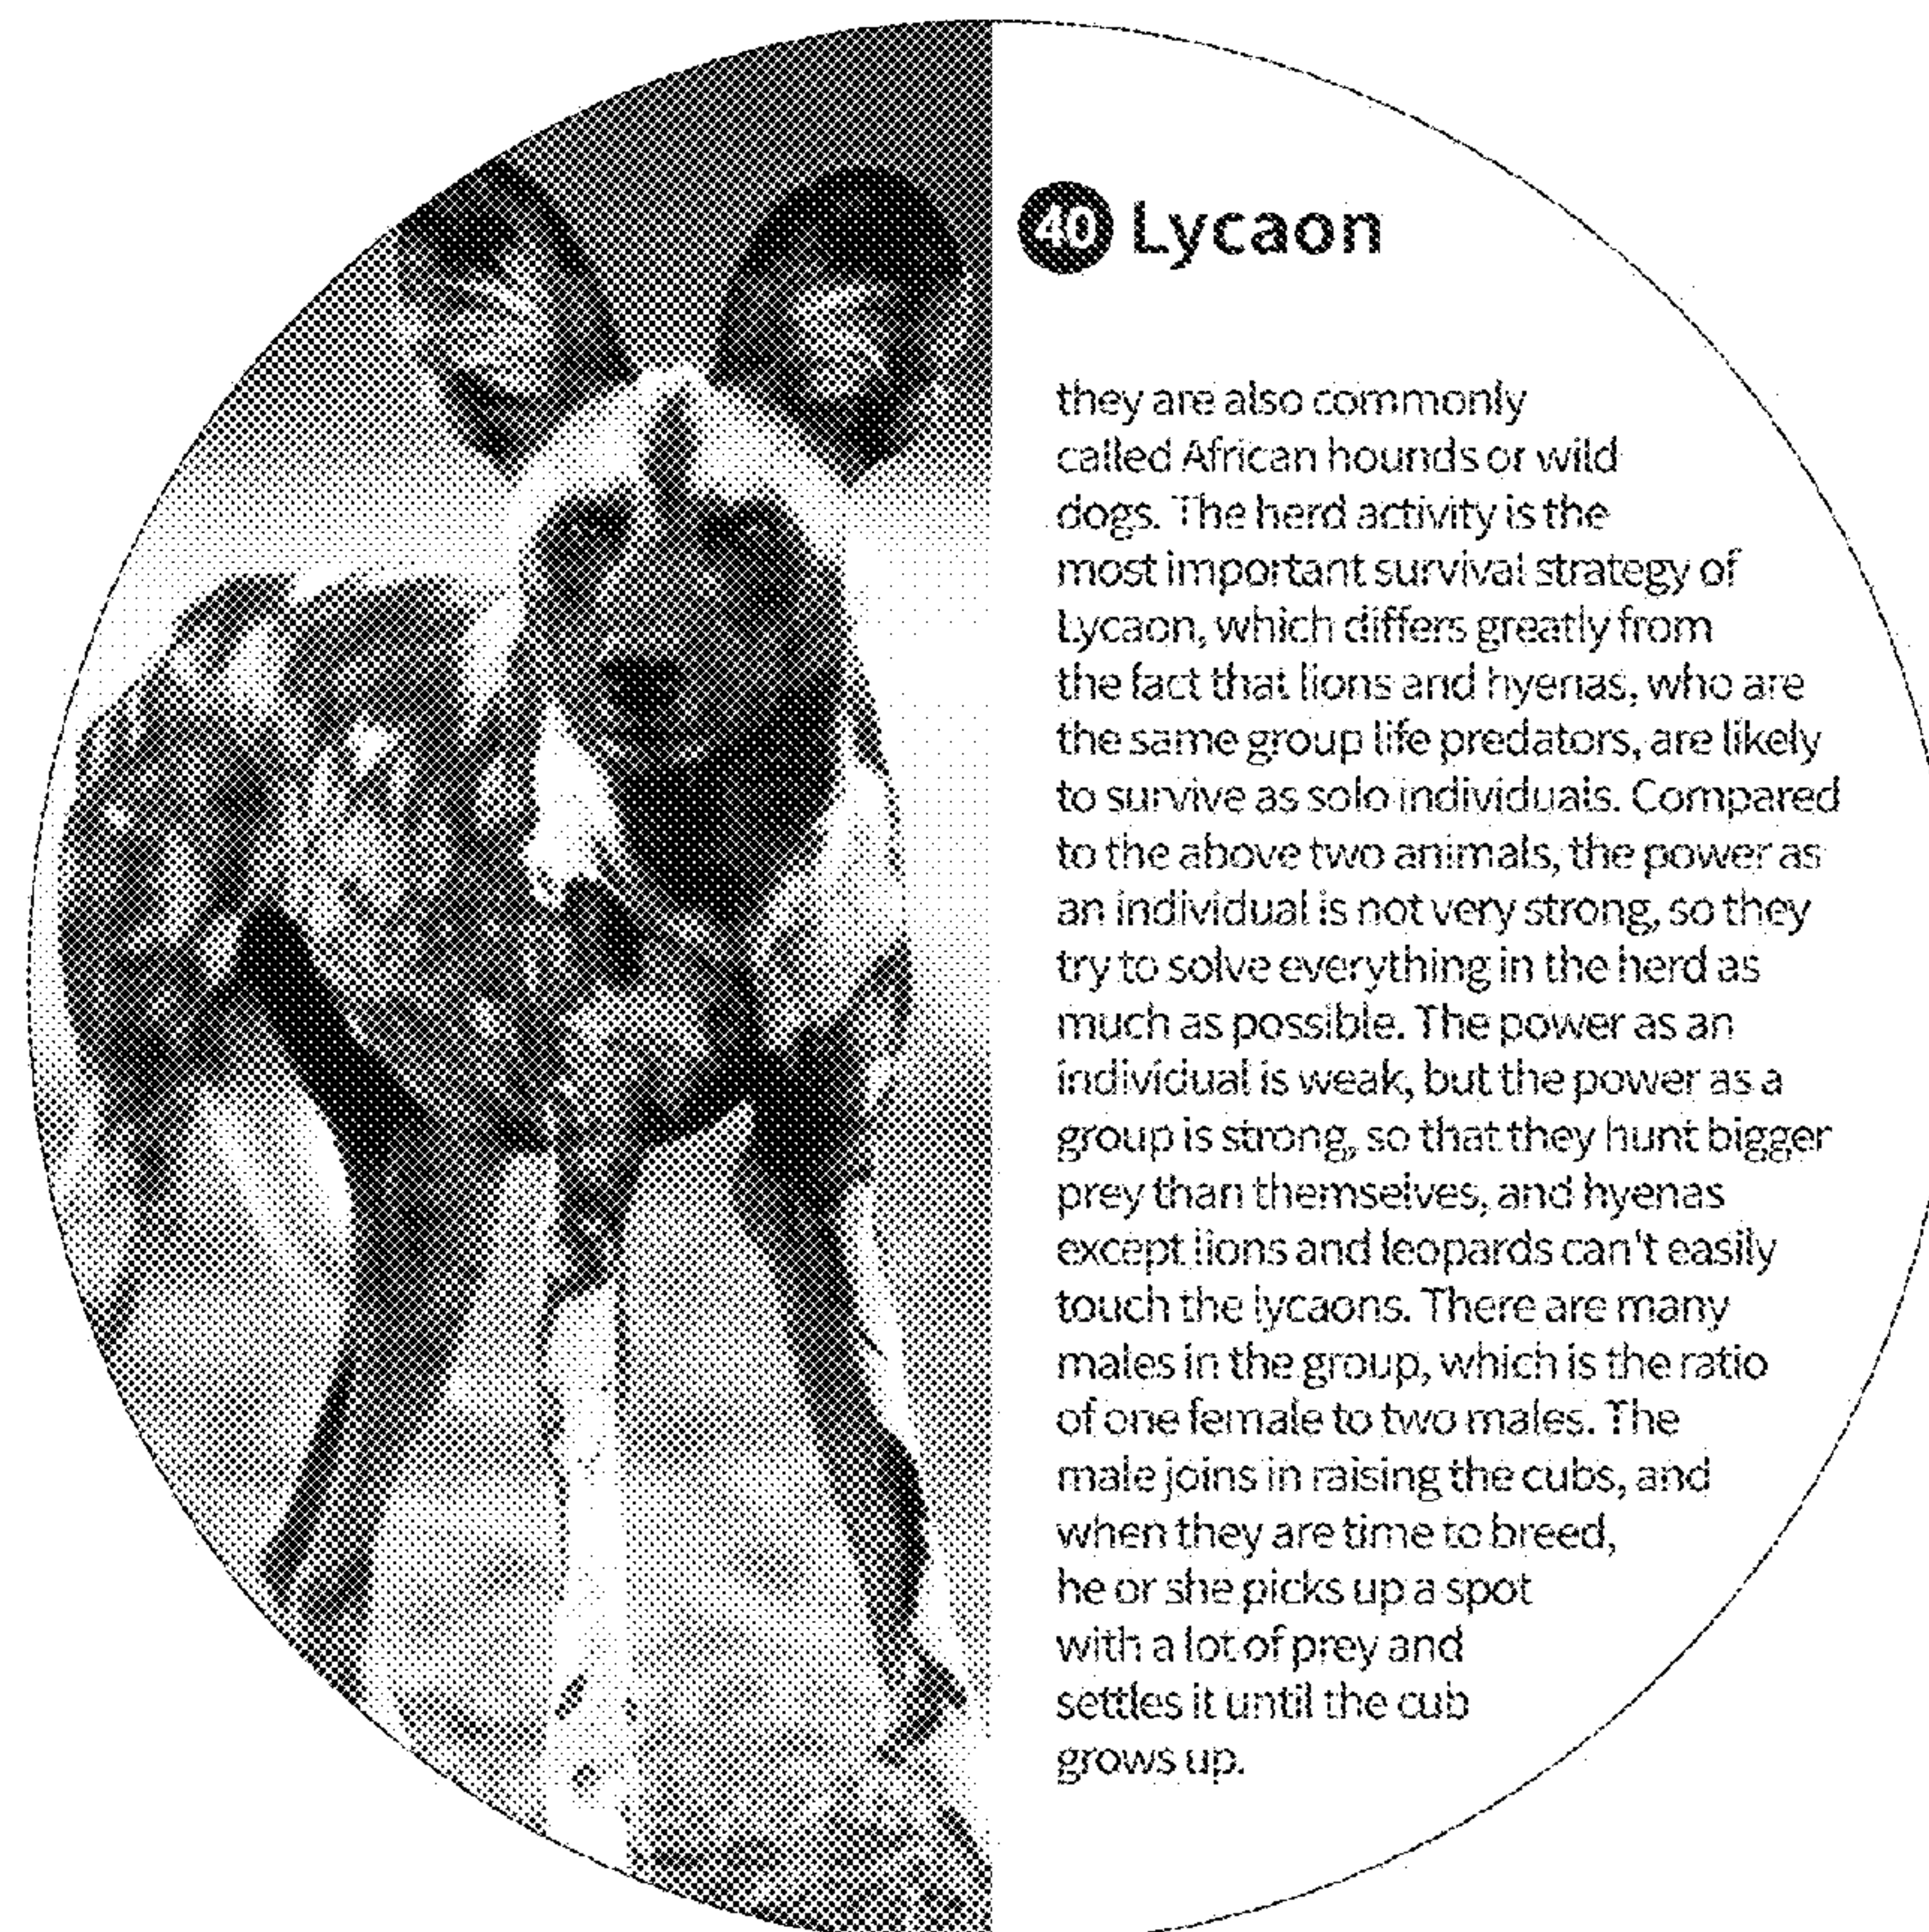 40 Lycaon
they are also commonly
called African hounds or wild
dogs. The herd activity is the
most important survival strategy of
Lycaon, which differs greatly from
the fact that lions and hyenas, who are
the same group life predators, are likely
to survive as solo individuals. Compared
to the above two animals, the power as
an individual is not very strong, so they
try to solve everything in the herd as
much as possible. The power as an
individual is weak, but the power as a
group is strong, so that they hunt bigger
prey than themselves, and hyenas
except lions and leopards can't easily
touch the lycaons. There are many
males in the group, which is the ratio
of one female to two males. The
male joins in raising the cubs, and
when they are time to breed,
he or she picks up a spot
with a lot of prey and
settles it until the cub
grows up.